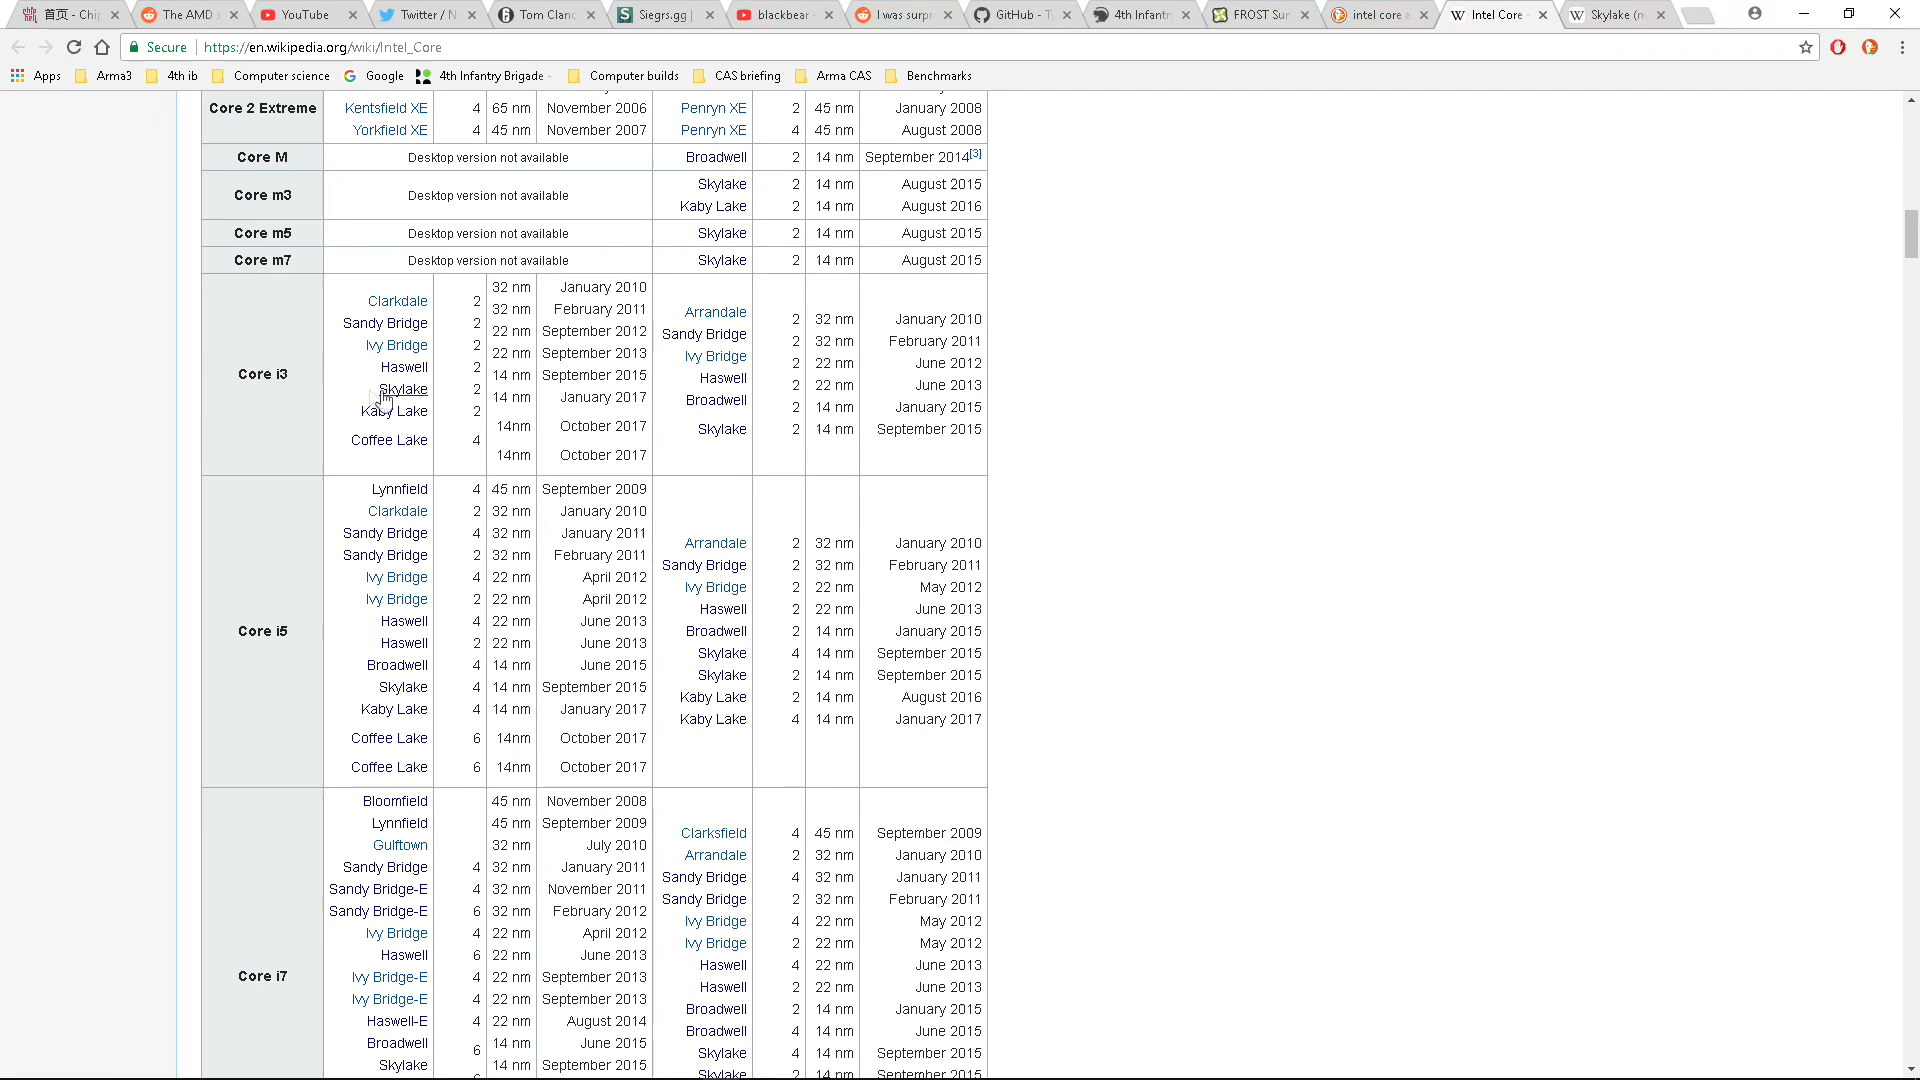 首页 - Chip
The AMD s
YouTube
Twitter / N
Tom Clanc
Siegrs.gg |
blackbear -
I was surpr
GitHub - Ty
4th Infantry
FROST Sur
intel core a
Intel Core -
Skylake (m
Secure https://en.wikipedia.org/wiki/Intel_Core
Apps Arma3 4th ib Computer science Google 4th Infantry Brigade - Computer builds CAS briefing Arma CAS Benchmarks
Core 2 Extreme
Kentsfield XE 4 65 nm November 2006 Penryn XE 2 45 nm January 2008
Yorkfield XE 4 45 nm November 2007 Penryn XE 4 45 nm August 2008
Core M Desktop version not available Broadwell 2 14 nm September 2014[3]
Core m3 Desktop version not available
Skylake 2 14 nm August 2015
Kaby Lake 2 14 nm August 2016
Core m5 Desktop version not available Skylake 2 14 nm August 2015
Core m7 Desktop version not available Skylake 2 14 nm August 2015
Core i3
Clarkdale 2
Sandy Bridge 2
Ivy Bridge 2
Haswell 2
Skylake 2
Kaby Lake 2
Coffee Lake 4
32 nm January 2010
32 nm February 2011
22 nm September 2012
22 nm September 2013
14 nm September 2015
14 nm January 2017
14nm October 2017
14nm October 2017
Arrandale
Sandy Bridge
Ivy Bridge
Haswell
Broadwell
Skylake
2 32 nm January 2010
2 32 nm February 2011
2 22 nm June 2012
2 22 nm June 2013
2 14 nm January 2015
2 14 nm September 2015
Core i5
Lynnfield 4 45 nm September 2009
Clarkdale 2 32 nm January 2010
Sandy Bridge 4 32 nm January 2011
Sandy Bridge 2 32 nm February 2011
Ivy Bridge 4 22 nm April 2012
Ivy Bridge 2 22 nm April 2012
Haswell 4 22 nm June 2013
Haswell 2 22 nm June 2013
Broadwell 4 14 nm June 2015
Skylake 4 14 nm September 2015
Kaby Lake 4 14 nm January 2017
Coffee Lake 6 14nm October 2017
Coffee Lake 6 14nm October 2017
Arrandale 2 32 nm January 2010
Sandy Bridge 2 32 nm February 2011
Ivy Bridge 2 22 nm May 2012
Haswell 2 22 nm June 2013
Broadwell 2 14 nm January 2015
Skylake 4 14 nm September 2015
Skylake 2 14 nm September 2015
Kaby Lake 2 14 nm August 2016
Kaby Lake 4 14 nm January 2017
Core i7
Bloomfield 45 nm November 2008
Lynnfield 45 nm September 2009
Gulftown 32 nm July 2010
Sandy Bridge 4 32 nm January 2011
Sandy Bridge-E 4 32 nm November 2011
Sandy Bridge-E 6 32 nm February 2012
Ivy Bridge 4 22 nm April 2012
Haswell 6 22 nm June 2013
Ivy Bridge-E 4 22 nm September 2013
Ivy Bridge-E 4 22 nm September 2013
Haswell-E 4 22 nm August 2014
Broadwell 6 14 nm June 2015
Skylake 14 nm September 2015
Clarksfield 4 45 nm September 2009
Arrandale 2 32 nm January 2010
Sandy Bridge 4 32 nm January 2011
Sandy Bridge 2 32 nm February 2011
Ivy Bridge 4 22 nm May 2012
Ivy Bridge 2 22 nm May 2012
Haswell 4 22 nm June 2013
Haswell 2 22 nm June 2013
Broadwell 2 14 nm January 2015
Broadwell 4 14 nm June 2015
Skylake 4 14 nm September 2015
Skylake 2 14 nm September 2015